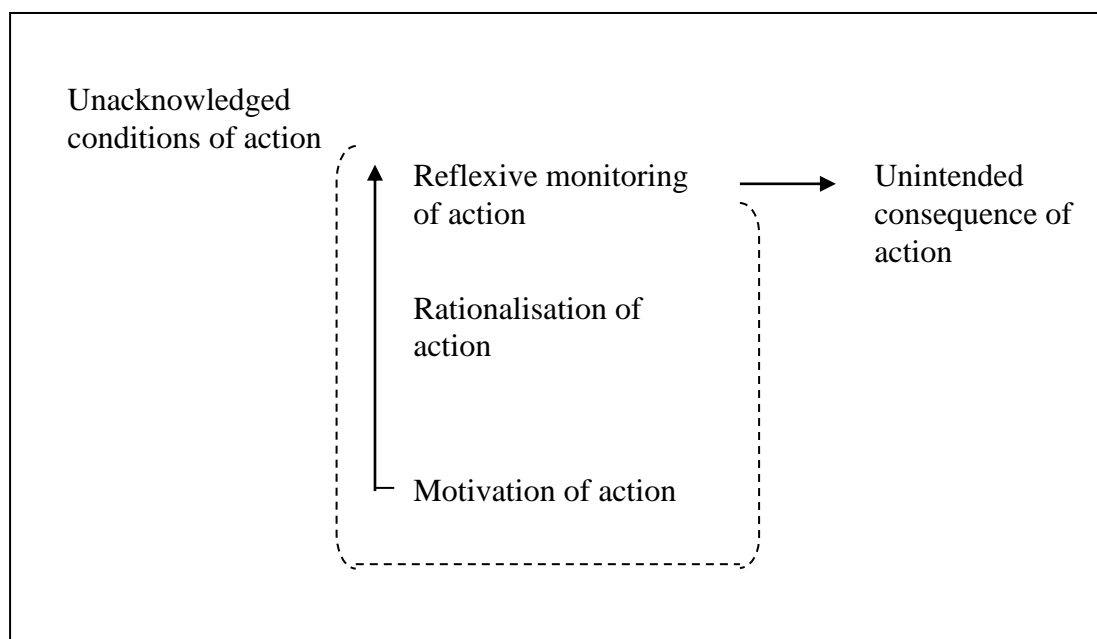 Unacknowledged
conditions of action
Reflexive monitoring
of action
Unintended
consequence of
action
Rationalisation of
action
Motivation of action